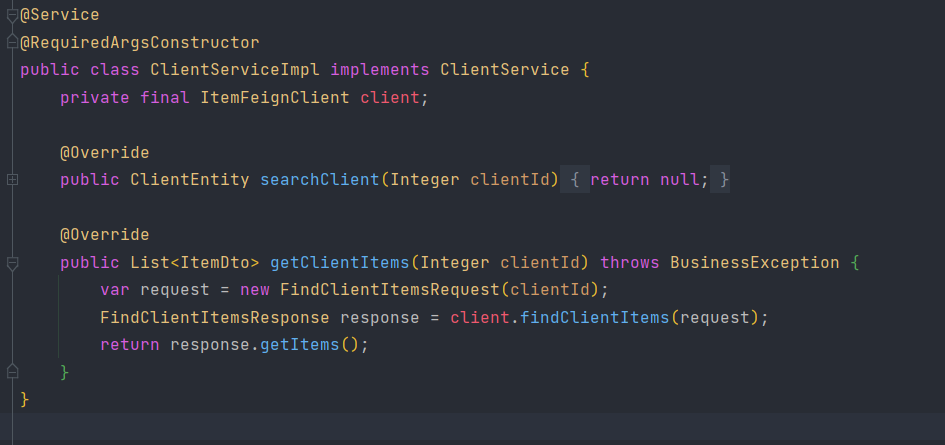 @Service
@RequiredArgsConstructor
public class ClientServiceImpl implements ClientService {
    private final ItemFeignClient client;
    @Override
    public ClientEntity searchClient(Integer clientId) { return null; }
    @Override
    public List<ItemDto> getClientItems(Integer clientId) throws BusinessException {
        var request = new FindClientItemsRequest(clientId);
        FindClientItemsResponse response = client.findClientItems(request);
        return response.getItems();
    }
}